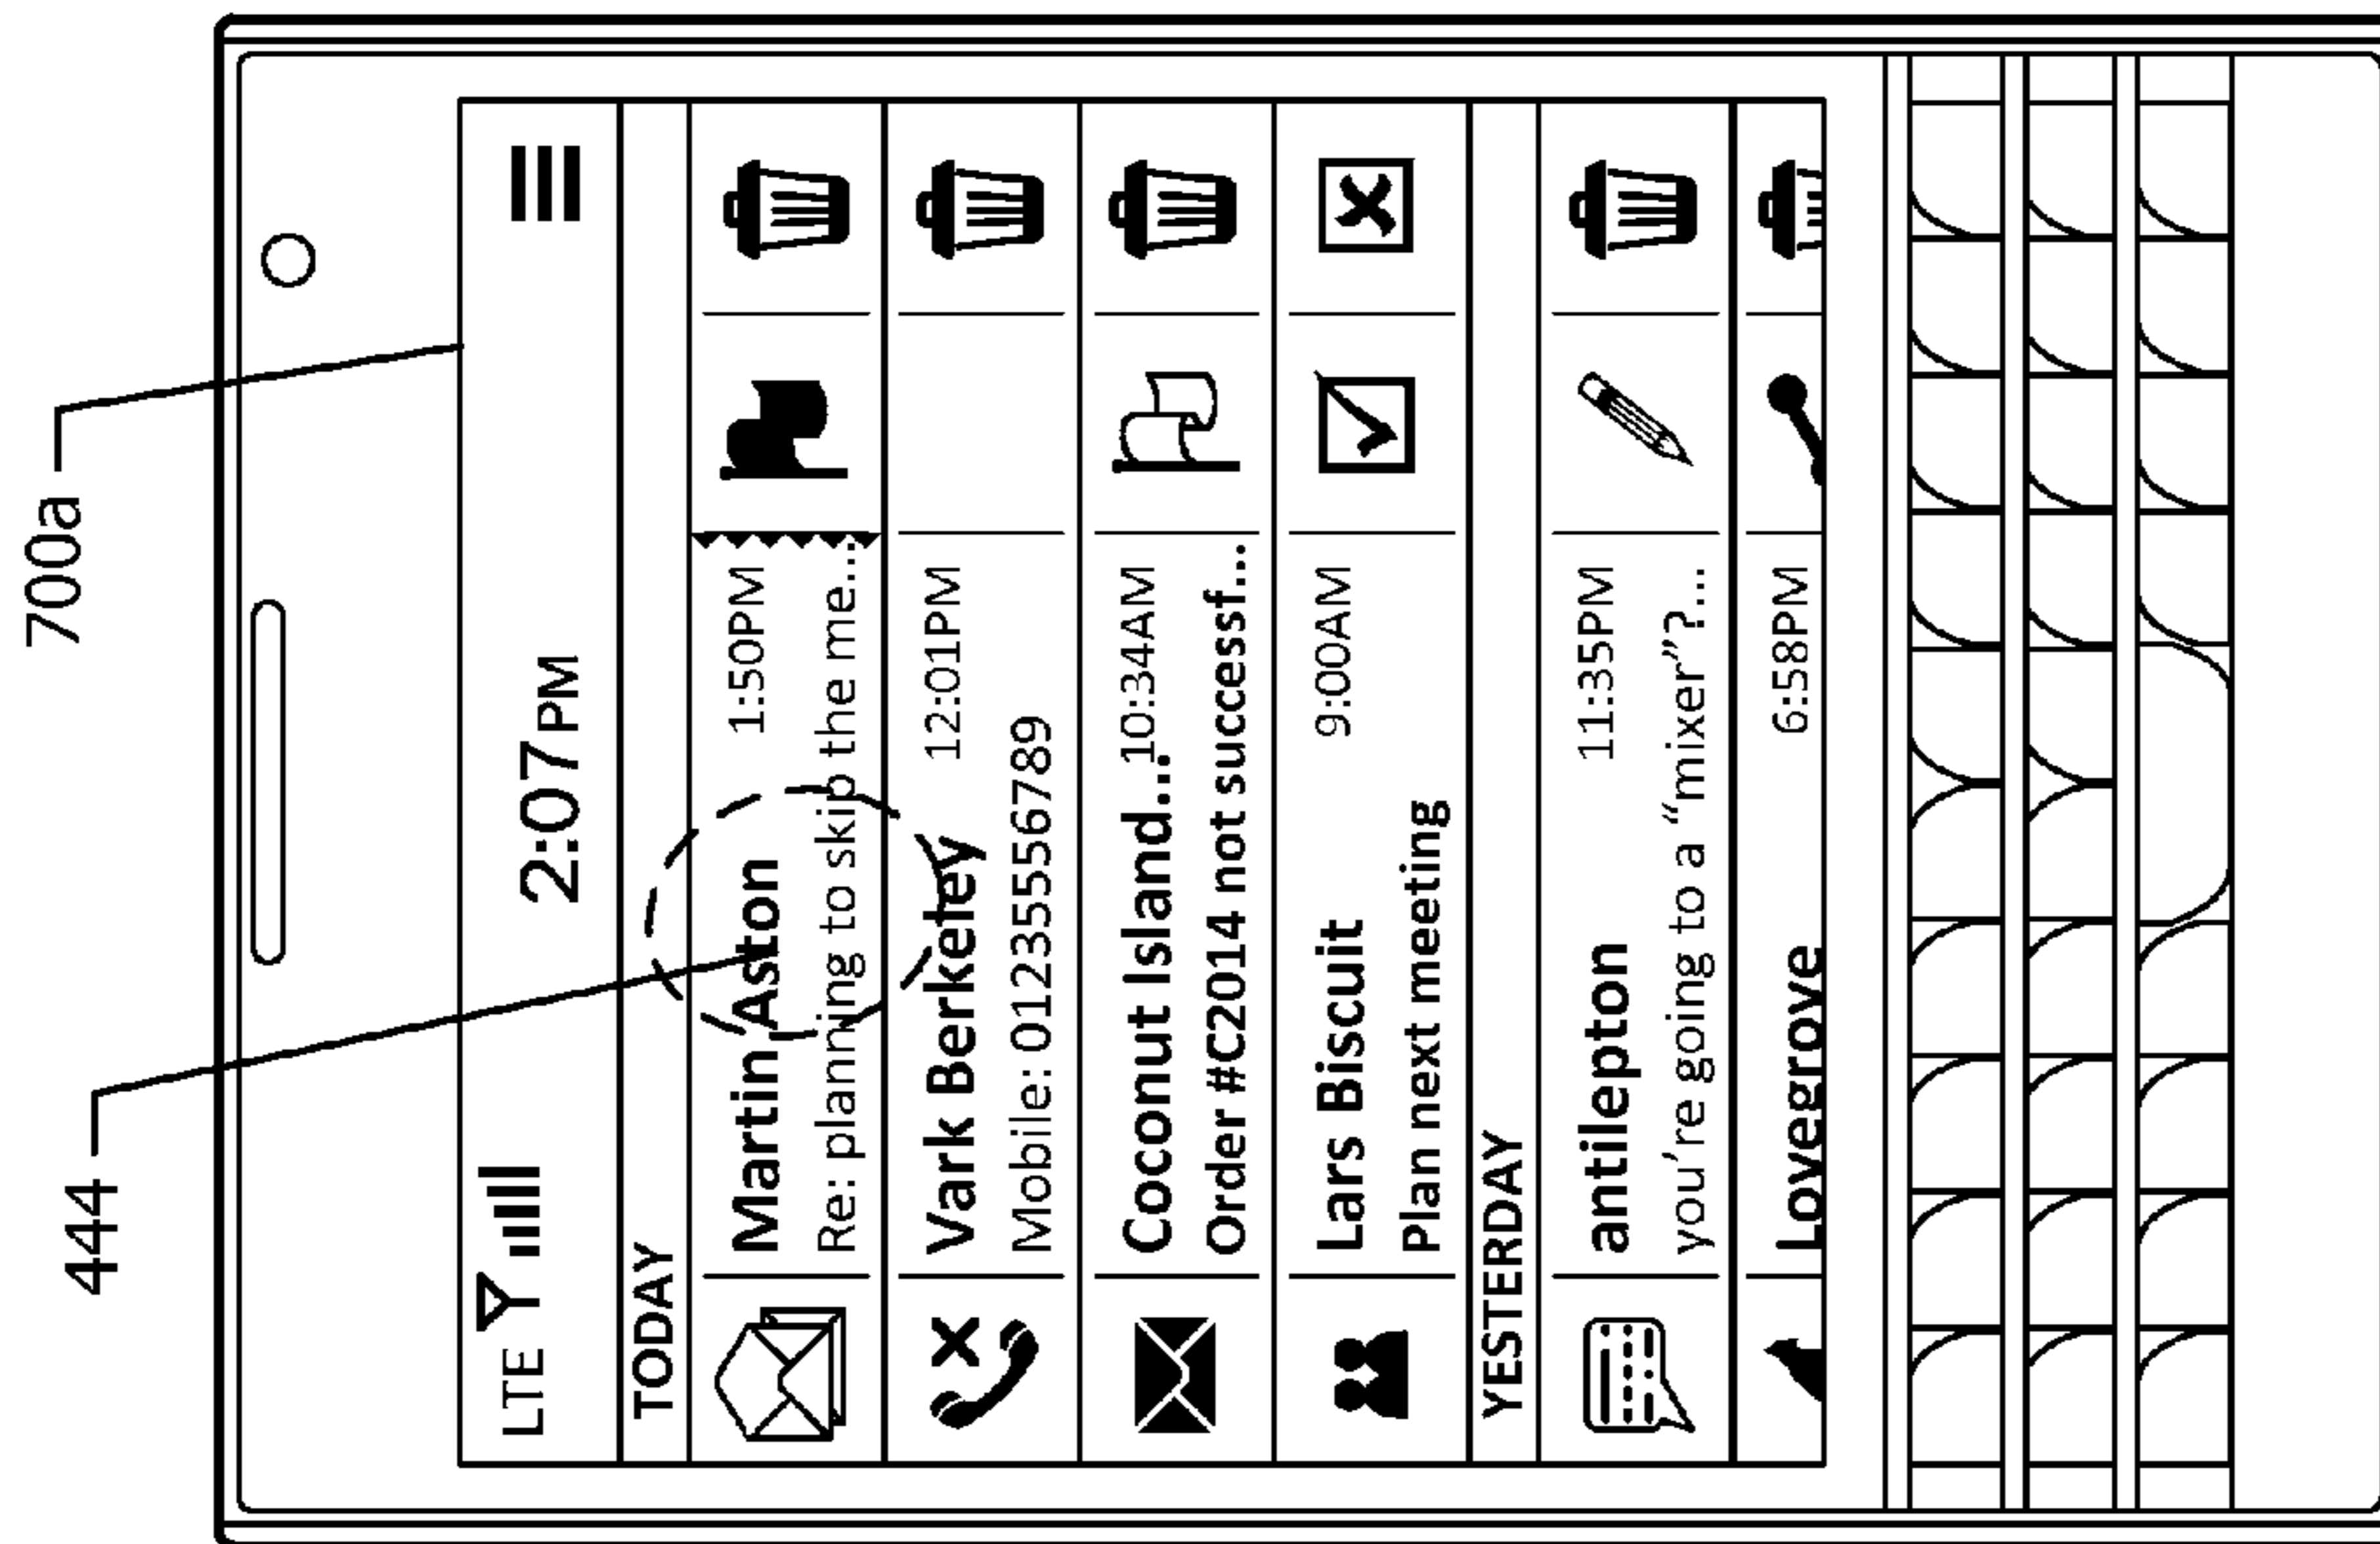 700a
444
LTE 2:07PM
TODAY
Martin Aston 1:50PM
Re: planning to skip the me...
Vark Berkeley 12:01PM
Mobile: 01235556789
Coconut Island... 10:34AM
Order #C2014 not successf...
Lars Biscuit 9:00AM
Plan next meeting
YESTERDAY
antilepton 11:35PM
you're going to a “mixer”?...
Lovegrove 6:58PM